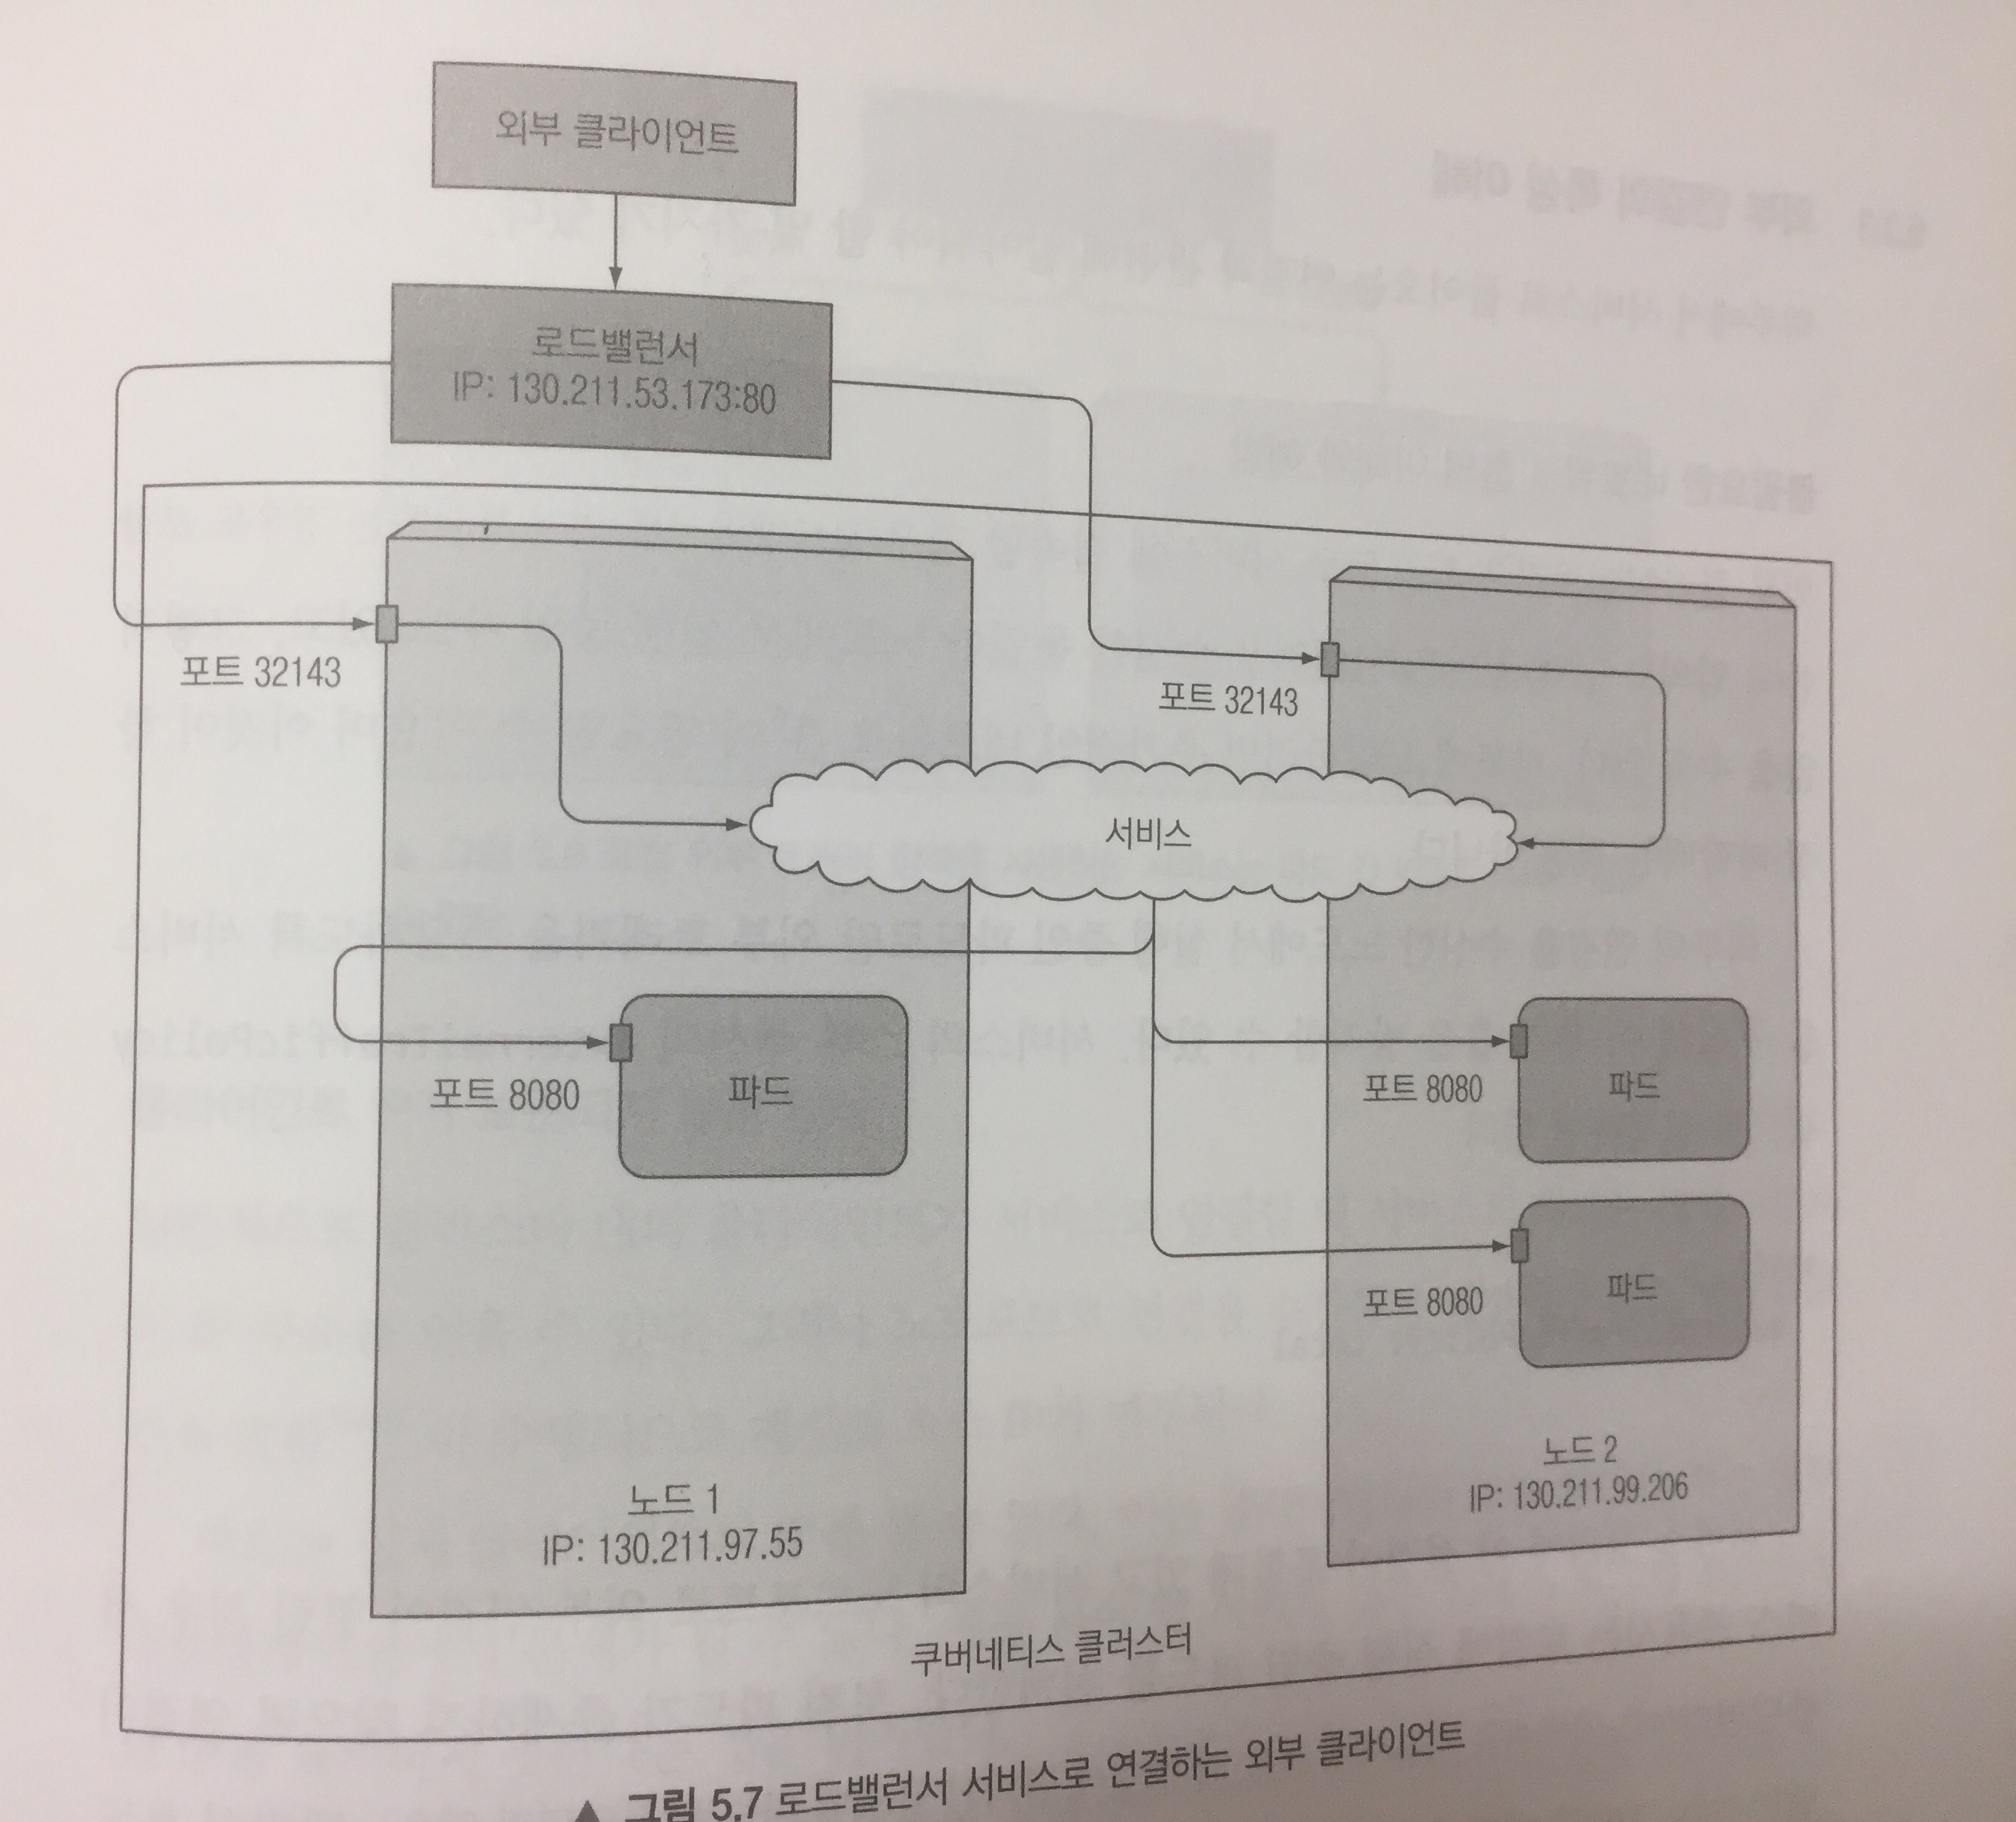 외부 클라이언트
로드밸런서
IP: 130.211.53.173:80
포트 32143
포트 32143
서비스
포트 8080
파드
포트 8080
파드
포트 8080
파드
노드 1
IP: 130.211.97.55
노드 2
IP: 130.211.99.206
쿠버네티스 클러스터
▲ 그림 5.7 로드밸런서 서비스로 연결하는 외부 클라이언트